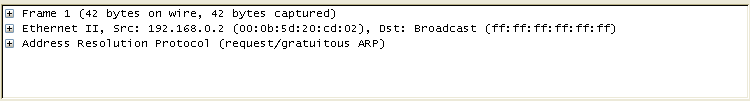 Frame 1 (42 bytes on wire, 42 bytes captured)
Ethernet II, Src: 192.168.0.2 (00:0b:5d:20:cd:02), Dst: Broadcast (ff:ff:ff:ff:ff:ff)
Address Resolution Protocol (request/gratuitous ARP)